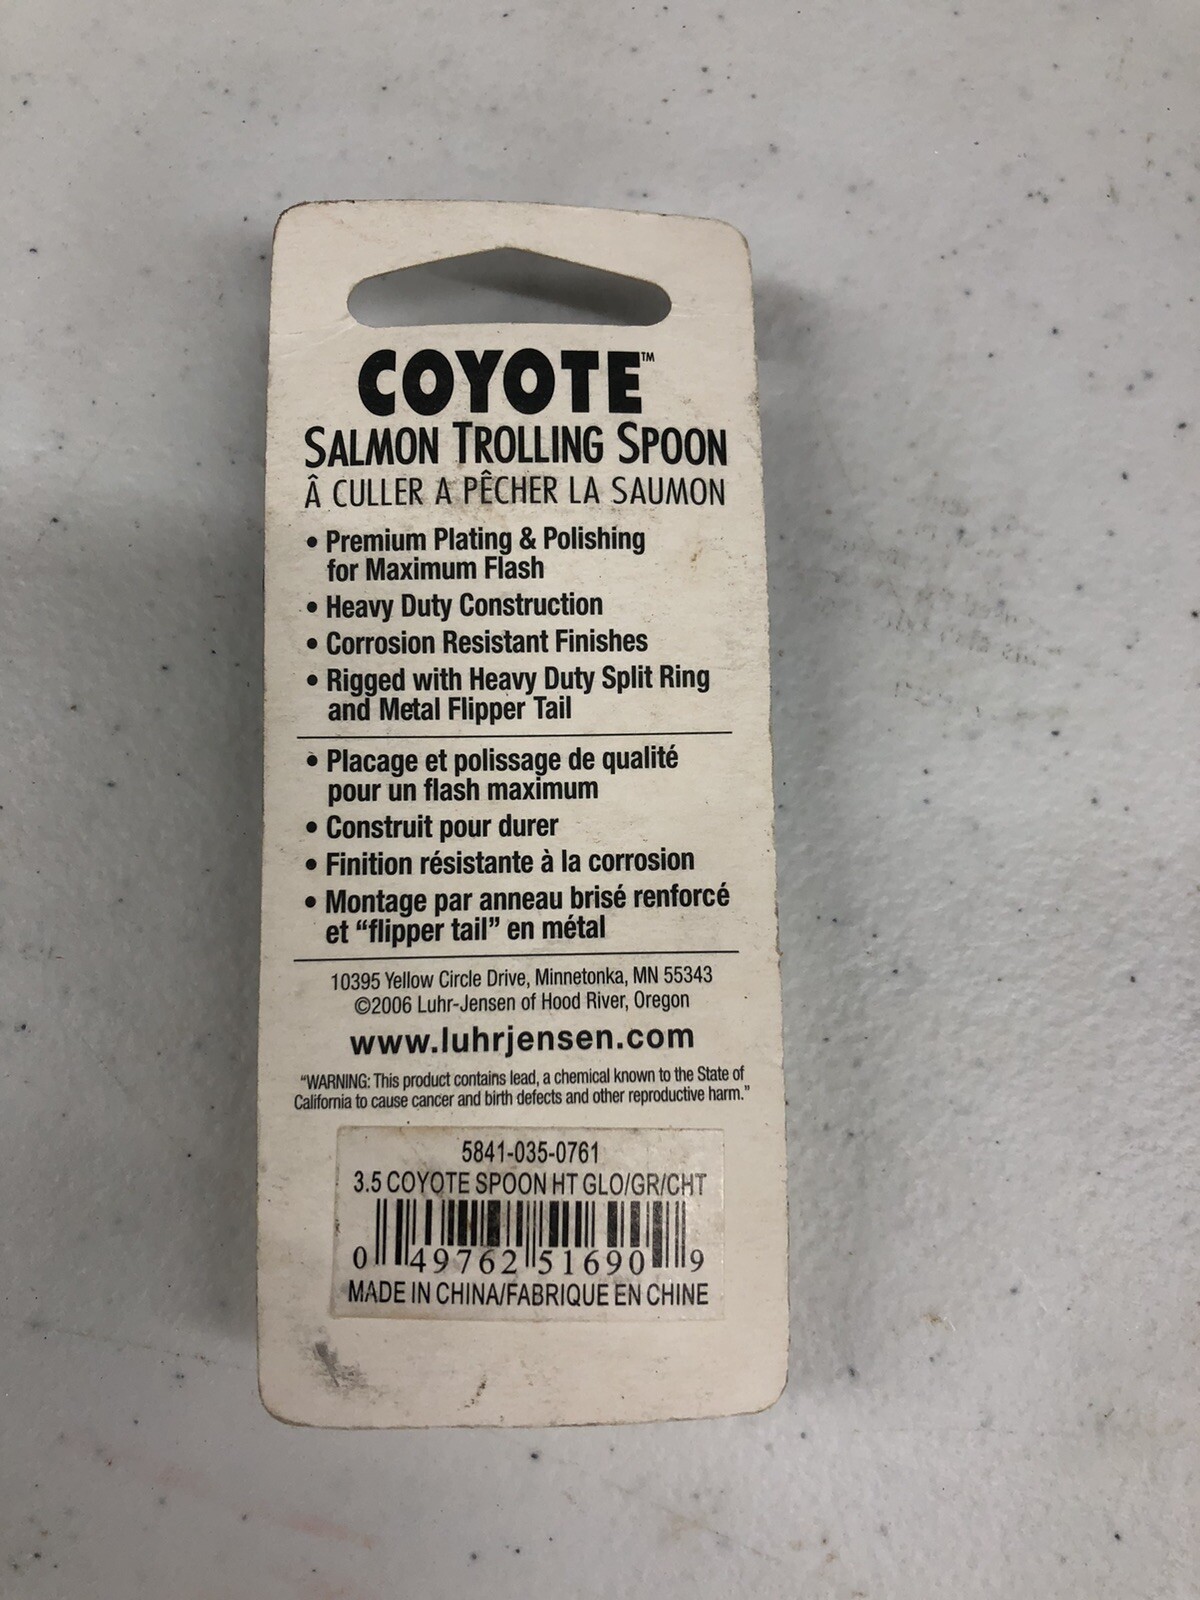 COYOTE™
SALMON TROLLING SPOON
Â CULLER A PÊCHER LA SAUMON
• Premium Plating & Polishing
for Maximum Flash
• Heavy Duty Construction
• Corrosion Resistant Finishes
• Rigged with Heavy Duty Split Ring
and Metal Flipper Tail
• Placage et polissage de qualité
pour un flash maximum
• Construit pour durer
• Finition résistante à la corrosion
• Montage par anneau brisé renforcé
et “flipper tail” en métal
10395 Yellow Circle Drive, Minnetonka, MN 55343
©2006 Luhr-Jensen of Hood River, Oregon
www.luhrjensen.com
“WARNING: This product contains lead, a chemical known to the State of
California to cause cancer and birth defects and other reproductive harm.”
5841-035-0761
3.5 COYOTE SPOON HT GLO/GR/CHT
0 49762 51690 9
MADE IN CHINA/FABRIQUE EN CHINE